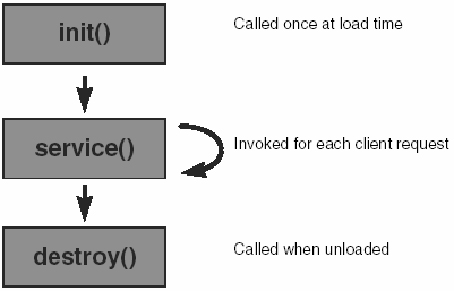 init()
Called once at load time
service()
Invoked for each client request
destroy()
Called when unloaded